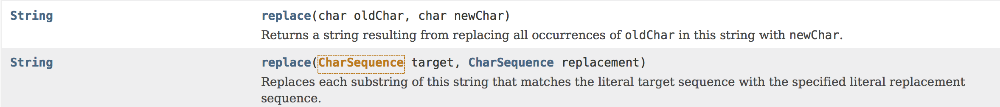 String replace(char oldChar, char newChar)
Returns a string resulting from replacing all occurrences of oldChar in this string with newChar.
String replace(CharSequence target, CharSequence replacement)
Replaces each substring of this string that matches the literal target sequence with the specified literal replacement
sequence.